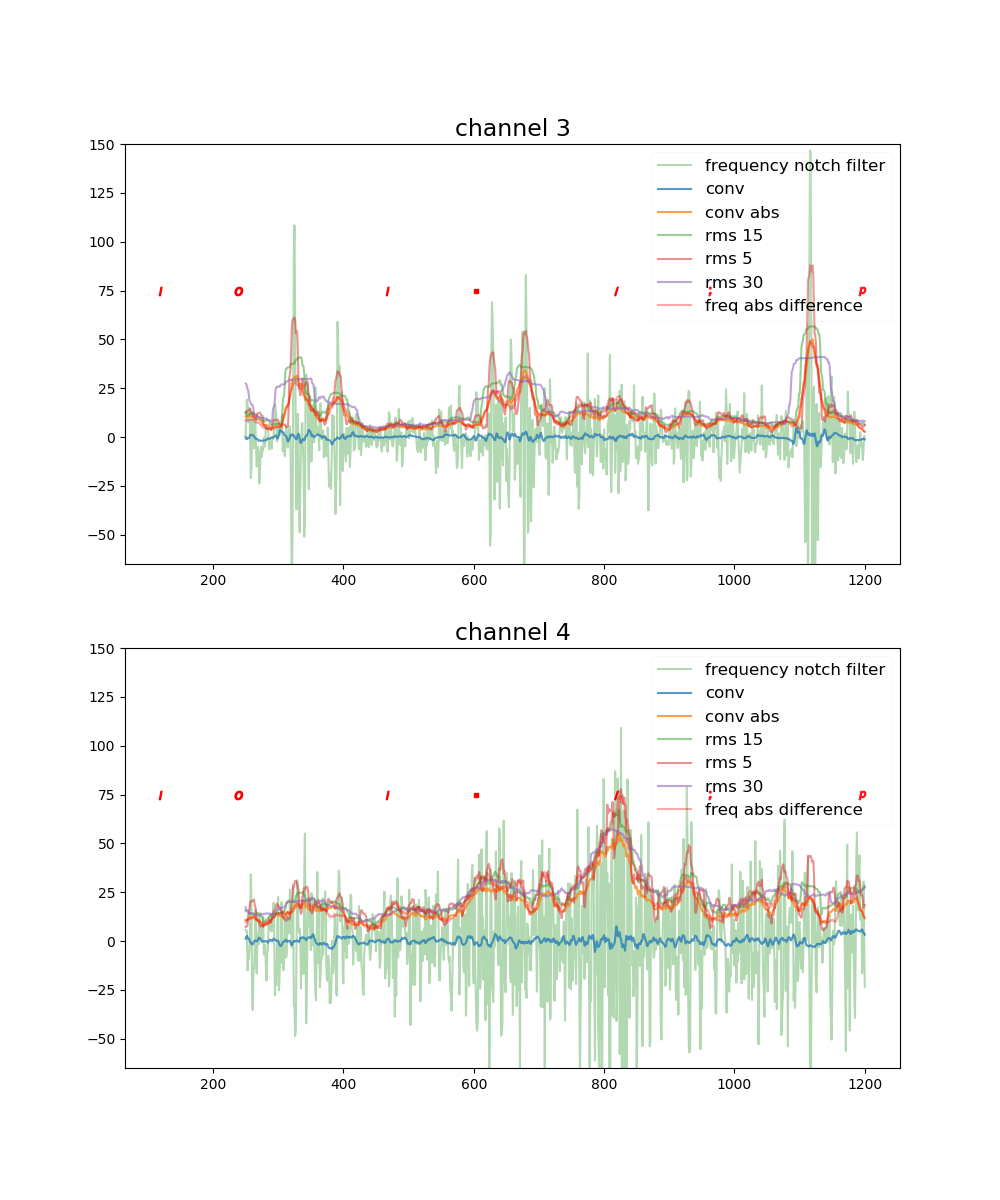 channel 3
150
125
100
75
50
25
0
−25
−50
frequency notch filter
conv
conv abs
rms 15
rms 5
rms 30
freq abs difference
l O l . l ; p
200 400 600 800 1000 1200
channel 4
150
125
100
75
50
25
0
−25
−50
frequency notch filter
conv
conv abs
rms 15
rms 5
rms 30
freq abs difference
l O l . l ; p
200 400 600 800 1000 1200